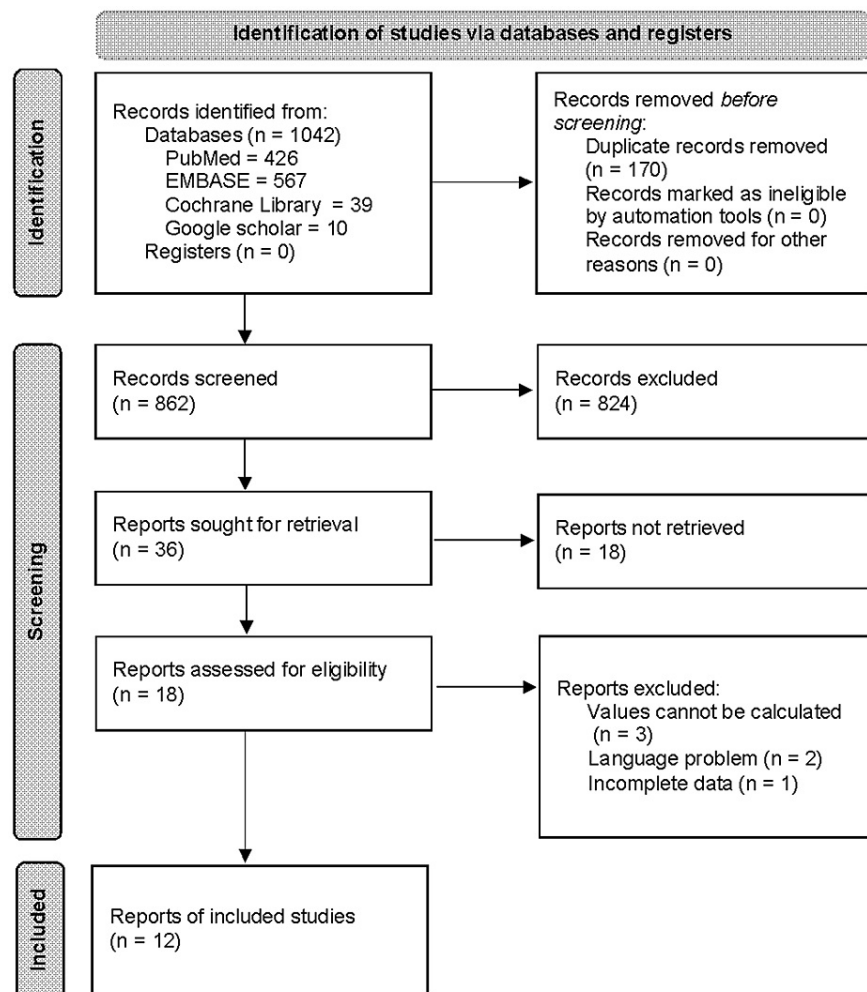 Identification of studies via databases and registers
Identification
Records identified from:
Databases (n = 1042)
PubMed = 426
EMBASE = 567
Cochrane Library = 39
Google scholar = 10
Registers (n = 0)
Records removed before
screening:
Duplicate records removed
(n = 170)
Records marked as ineligible
by automation tools (n = 0)
Records removed for other
reasons (n = 0)
Screening
Records screened
(n = 862)
Records excluded
(n = 824)
Reports sought for retrieval
(n = 36)
Reports not retrieved
(n = 18)
Reports assessed for eligibility
(n = 18)
Reports excluded:
Values cannot be calculated
(n = 3)
Language problem (n = 2)
Incomplete data (n = 1)
Included
Reports of included studies
(n = 12)